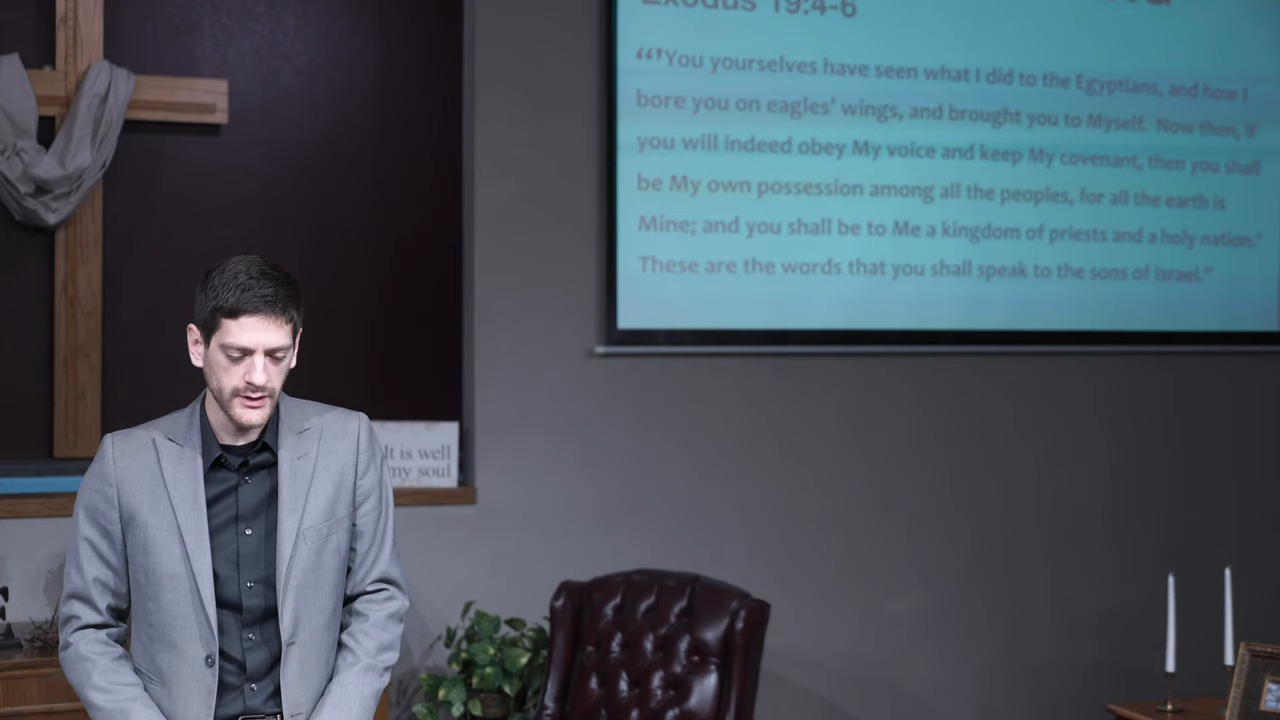 Exodus 19:4-6
“‘You yourselves have seen what I did to the Egyptians, and how I
bore you on eagles’ wings, and brought you to Myself. Now then, if
you will indeed obey My voice and keep My covenant, then you shall
be My own possession among all the peoples, for all the earth is
Mine; and you shall be to Me a kingdom of priests and a holy nation.’
These are the words that you shall speak to the sons of Israel.”
It is well
my soul